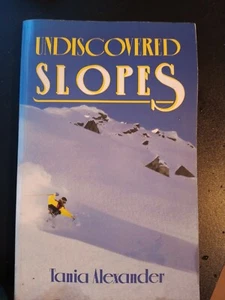 UNDISCOVERED
SLOPES
Tania Alexander